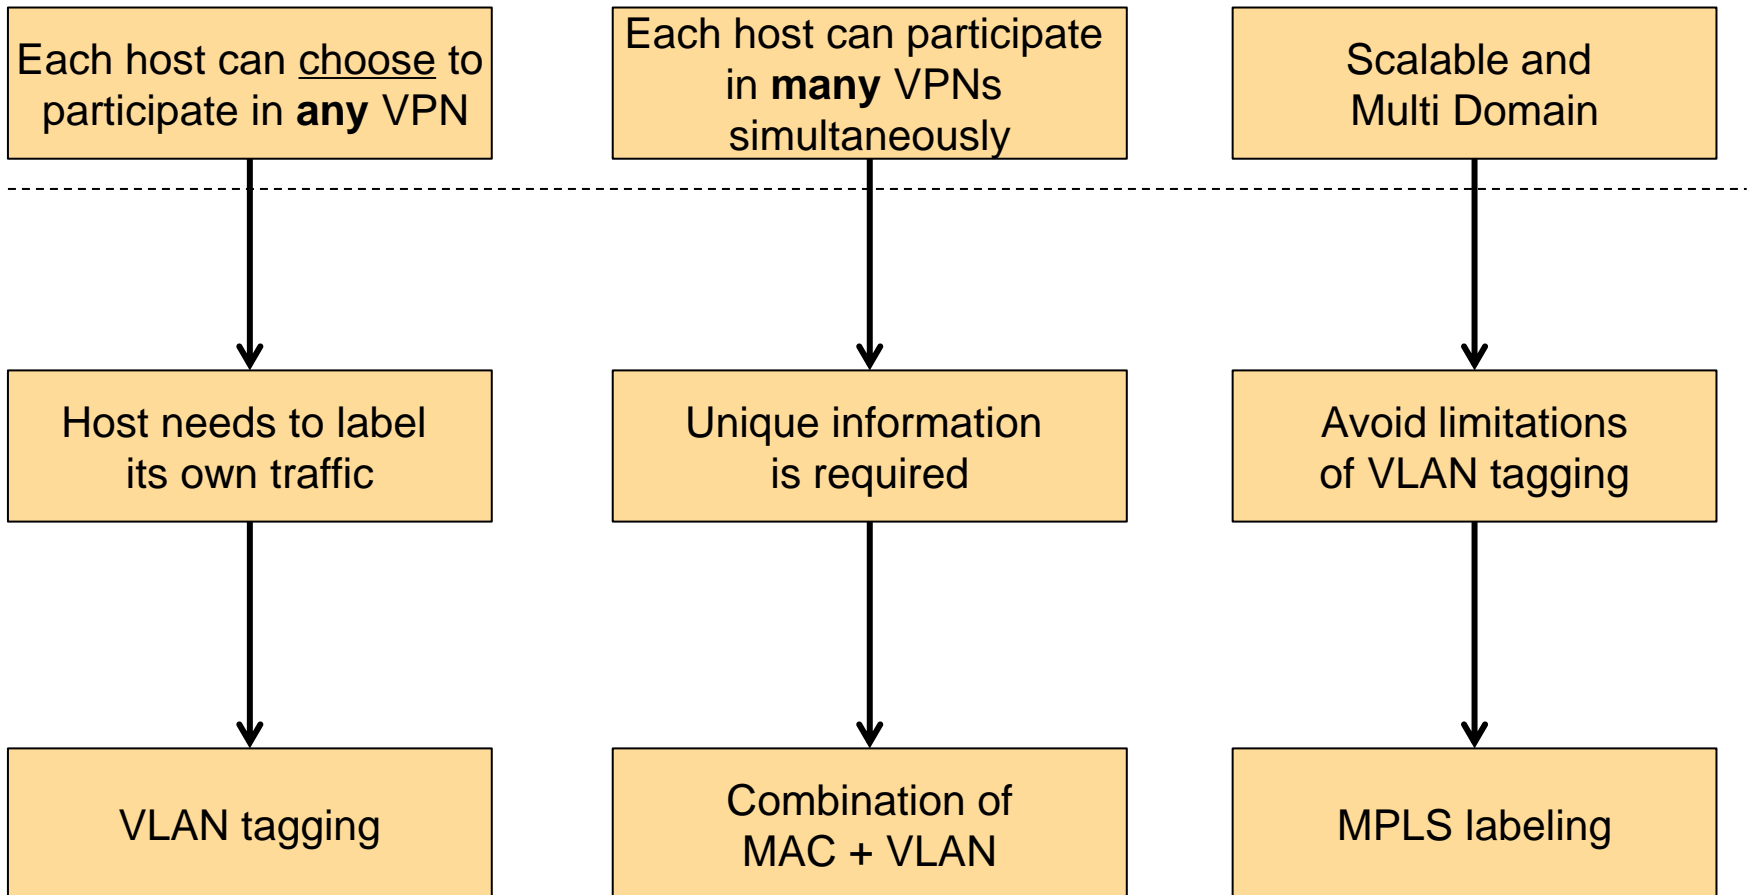 Each host can choose to
participate in any VPN
Each host can participate
in many VPNs
simultaneously
Scalable and
Multi Domain
Host needs to label
its own traffic
Unique information
is required
Avoid limitations
of VLAN tagging
VLAN tagging
Combination of
MAC + VLAN
MPLS labeling